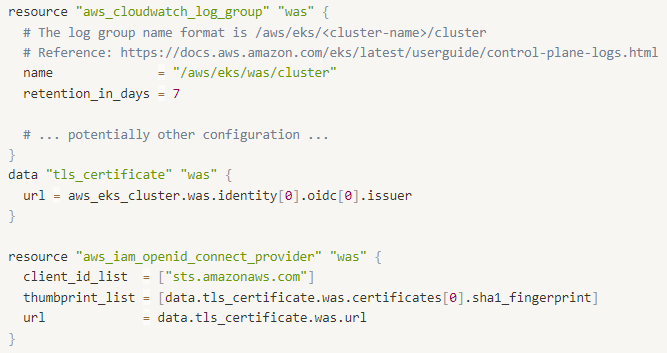 resource "aws_cloudwatch_log_group" "was" {
  # The log group name format is /aws/eks/<cluster-name>/cluster
  # Reference: https://docs.aws.amazon.com/eks/latest/userguide/control-plane-logs.html
  name              = "/aws/eks/was/cluster"
  retention_in_days = 7

  # ... potentially other configuration ...
}
data "tls_certificate" "was" {
  url = aws_eks_cluster.was.identity[0].oidc[0].issuer
}

resource "aws_iam_openid_connect_provider" "was" {
  client_id_list  = ["sts.amazonaws.com"]
  thumbprint_list = [data.tls_certificate.was.certificates[0].sha1_fingerprint]
  url             = data.tls_certificate.was.url
}